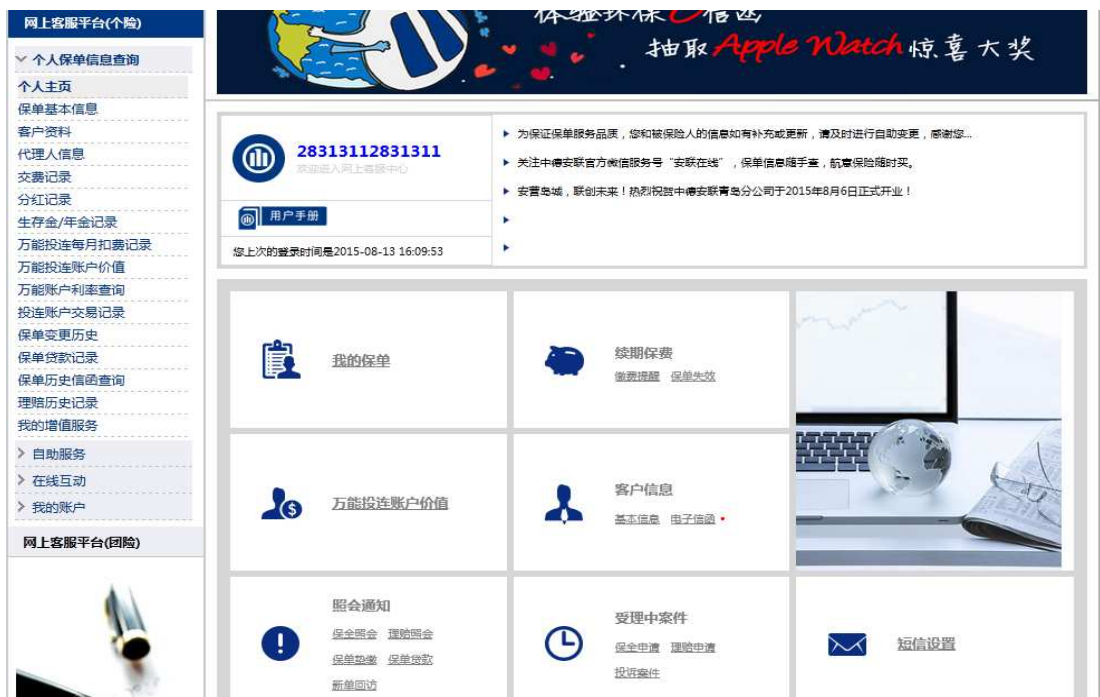 体验环保e信函
抽取Apple Watch惊喜大奖
网上客服平台(个险)
个人保单信息查询
个人主页
保单基本信息
客户资料
代理人信息
交费记录
分红记录
生存金/年金记录
万能投连每月扣费记录
万能投连账户价值
万能账户利率查询
投连账户交易记录
保单变更历史
保单贷款记录
保单历史信函查询
理赔历史记录
我的增值服务
自助服务
在线互动
我的账户
网上客服平台(团险)
28313112831311
欢迎进入网上客服中心
用户手册
您上次的登录时间是2015-08-13 16:09:53
为保证保单服务品质，您和被保险人的信息如有补充或更新，请及时进行自助变更，感谢您...
关注中德安联官方微信服务号“安联在线”，保单信息随手查，航意保险随时买。
安营岛城，联创未来！热烈祝贺中德安联青岛分公司于2015年8月6日正式开业！
我的保单
续期保费
缴费提醒 保单失效
万能投连账户价值
客户信息
基本信息 电子信函
照会通知
保全照会 理赔照会
保单垫缴 保单贷款
新单回访
受理中案件
保全申请 理赔申请
投诉案件
短信设置